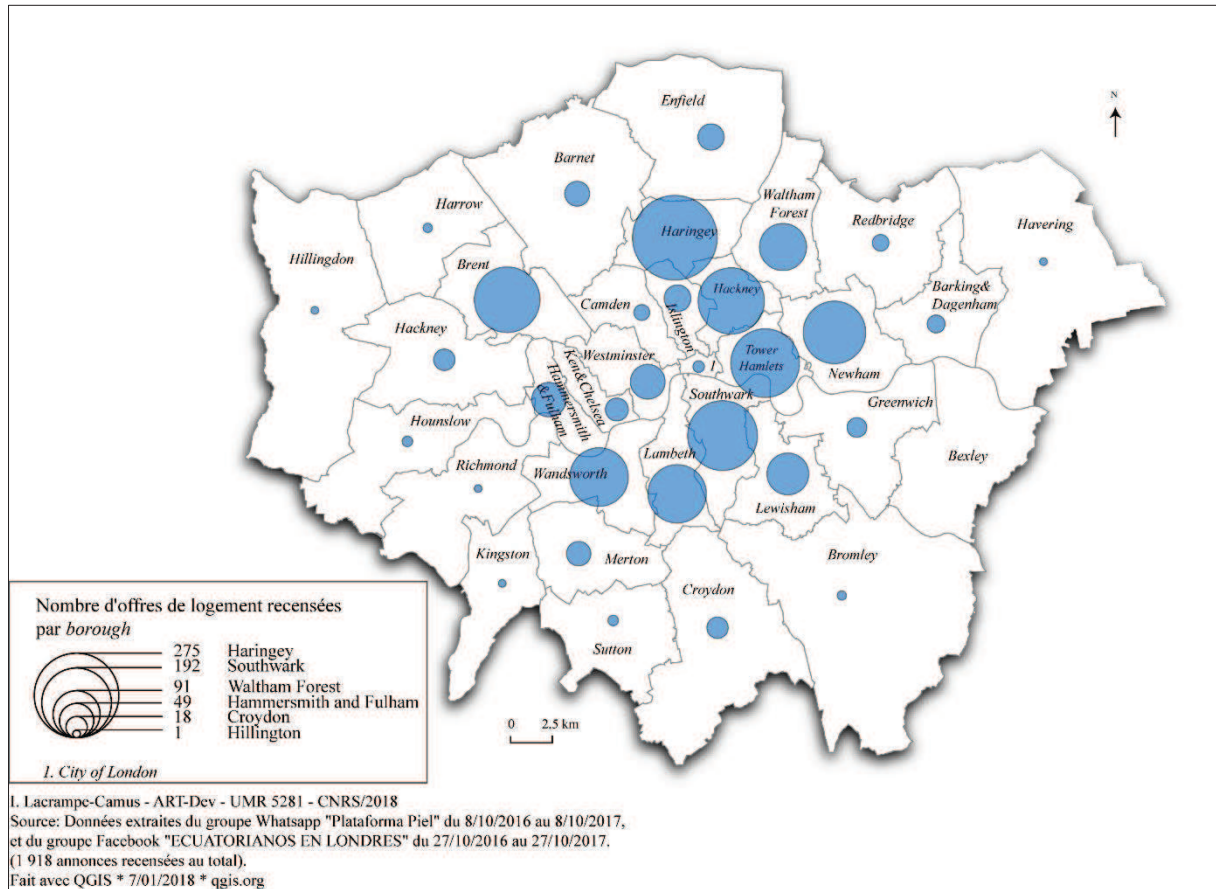 Enfield
N
Barnet
Waltham
Forest
Harrow
Haringey
Redbridge
Havering
Hillingdon
Brent
Hackney
Barking&
Dagenham
Camden
Islington
Hackney
Westminster
Tower
Hamlets
1
Newham
Ken&Chelsea
Hammersmith
&Fulham
Southwark
Greenwich
Hounslow
Richmond
Wandsworth
Lambeth
Bexley
Lewisham
Kingston
Merton
Bromley
Croydon
Sutton
Nombre d'offres de logement recensées
par borough
275 Haringey
192 Southwark
91 Waltham Forest
49 Hammersmith and Fulham
18 Croydon
1 Hillington
1. City of London
0 2.5 km
I. Lacrampe-Camus - ART-Dev - UMR 5281 - CNRS/2018
Source: Données extraites du groupe Whatsapp "Plataforma Piel" du 8/10/2016 au 8/10/2017,
et du groupe Facebook "ECUATORIANOS EN LONDRES" du 27/10/2016 au 27/10/2017.
(1 918 annonces recensées au total).
Fait avec QGIS * 7/01/2018 * qgis.org